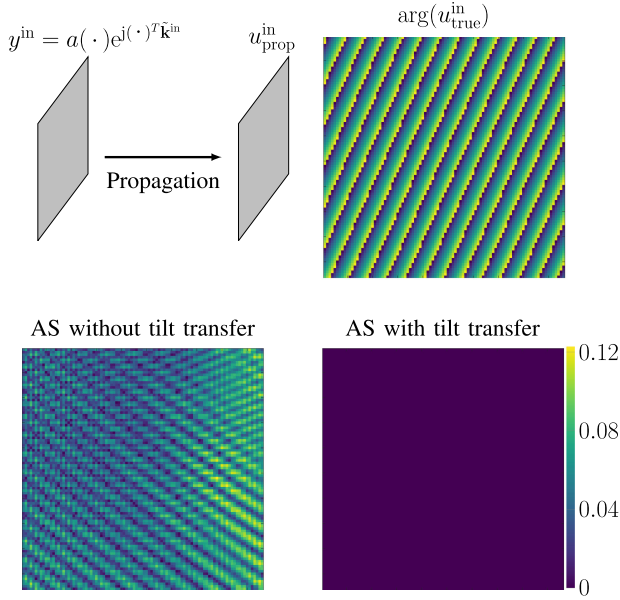 y^in = a(·)e^{j(·)^T k̃^in}
u^in_prop
arg(u^in_true)
Propagation
AS without tilt transfer
AS with tilt transfer
0.12
0.08
0.04
0